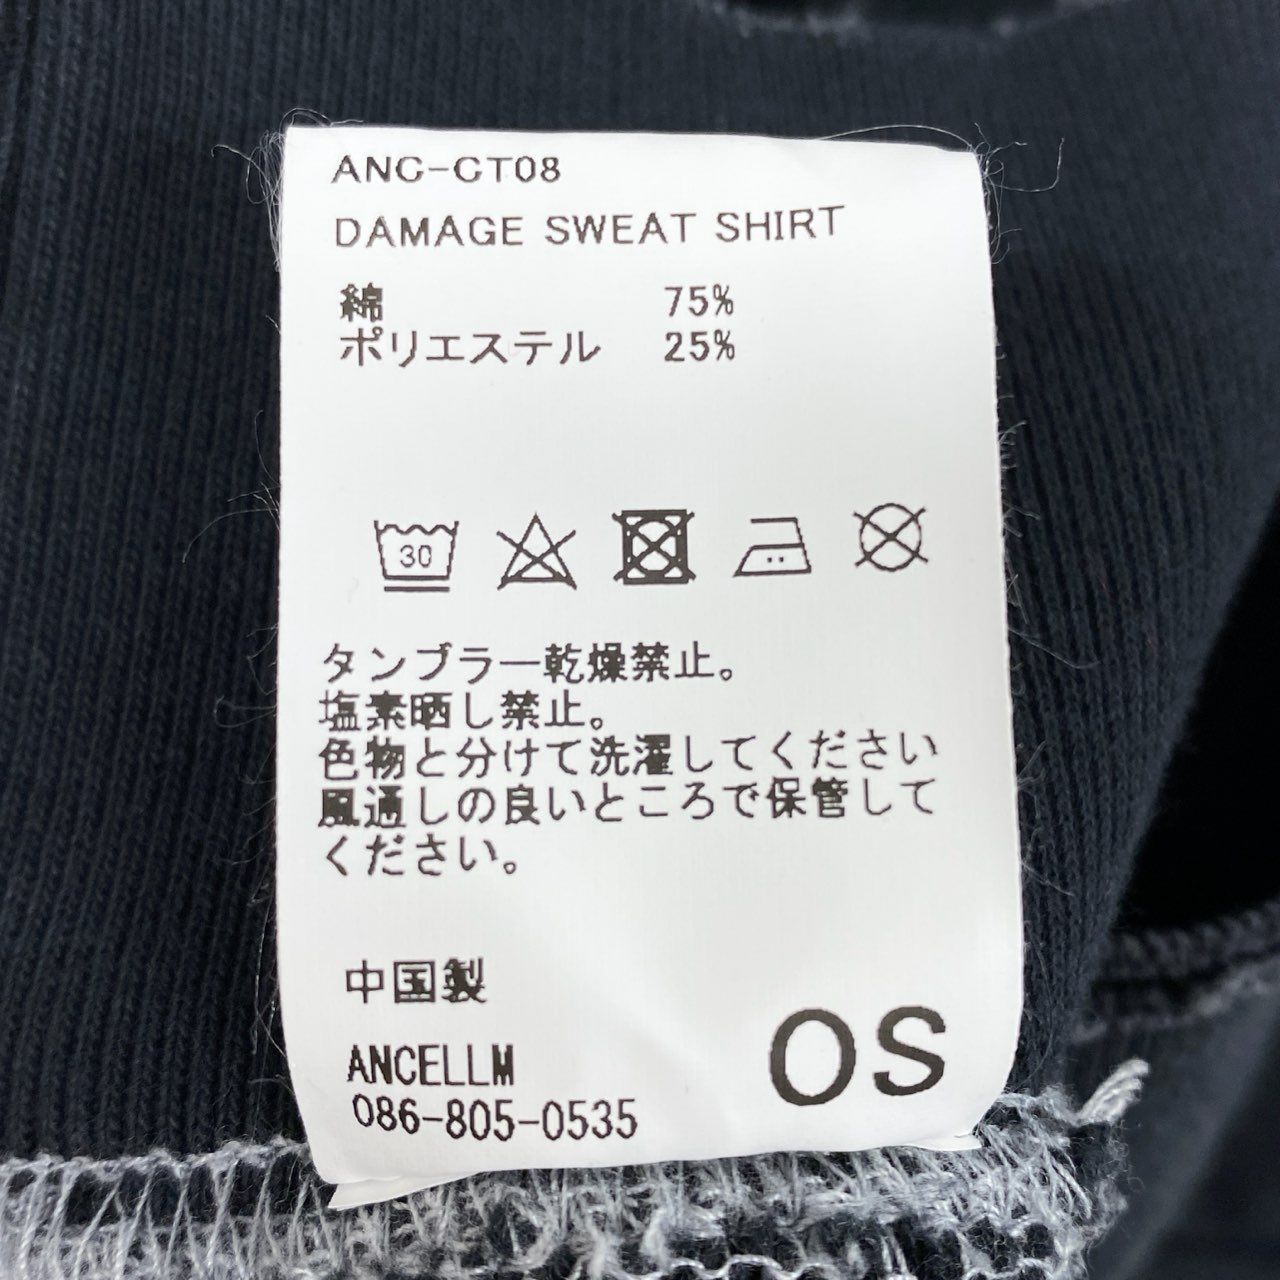 ANC-CT08
DAMAGE SWEAT SHIRT
綿 75%
ポリエステル 25%
30
タンブラー乾燥禁止。
塩素晒し禁止。
色物と分けて洗濯してください
風通しの良いところで保管して
ください。
中国製
ANCELLM
086-805-0535
OS